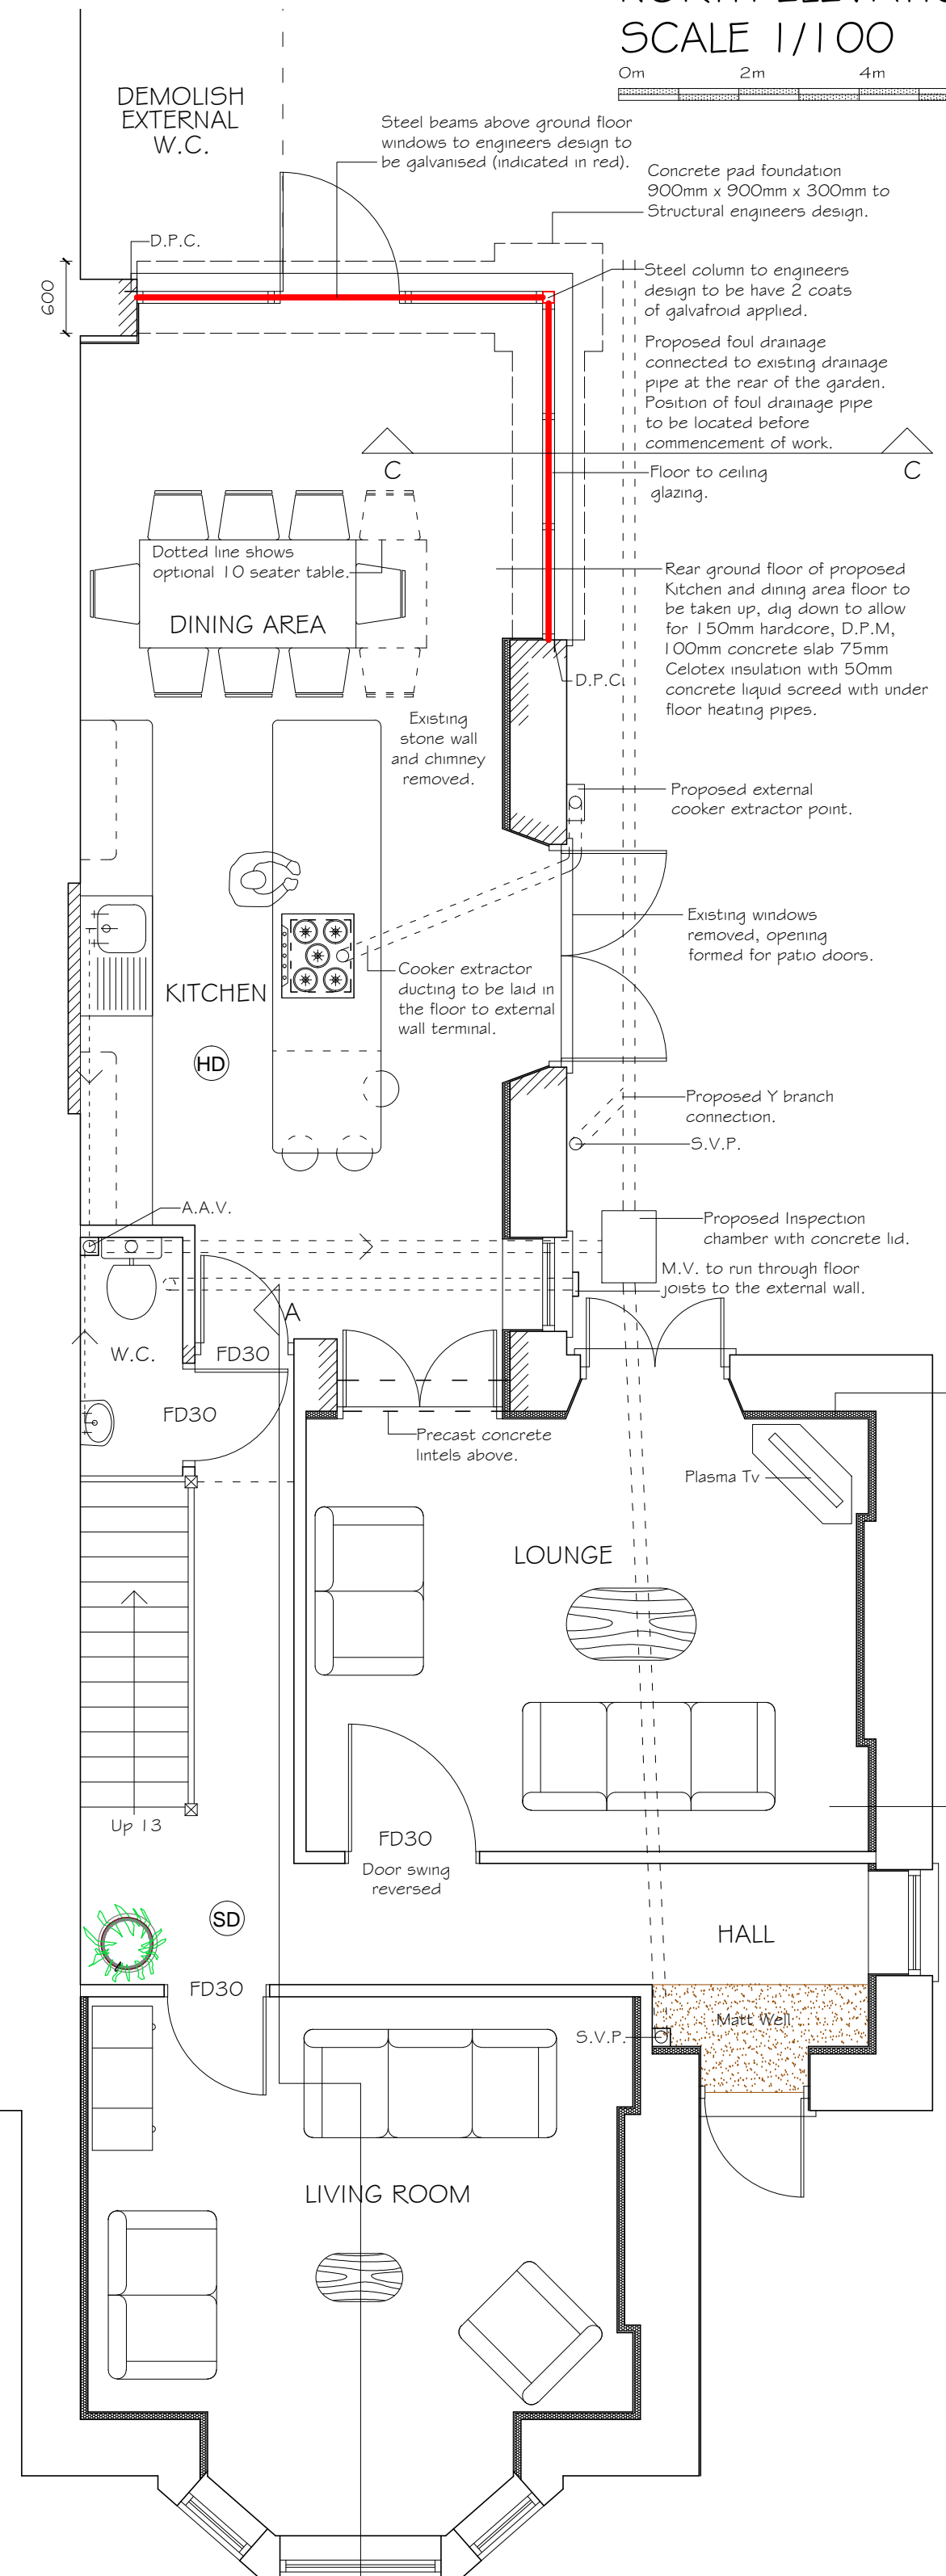 SCALE 1/100
0m 2m 4m
DEMOLISH
EXTERNAL
W.C.
Steel beams above ground floor
windows to engineers design to
be galvanised (indicated in red).
Concrete pad foundation
900mm x 900mm x 300mm to
Structural engineers design.
D.P.C.
600
Steel column to engineers
design to be have 2 coats
of galvafroid applied.
Proposed foul drainage
connected to existing drainage
pipe at the rear of the garden.
Position of foul drainage pipe
to be located before
commencement of work.
C C
Floor to ceiling
glazing.
Dotted line shows
optional 10 seater table.
DINING AREA
Rear ground floor of proposed
Kitchen and dining area floor to
be taken up, dig down to allow
for 150mm hardcore, D.P.M,
100mm concrete slab 75mm
Celotex insulation with 50mm
concrete liquid screed with under
floor heating pipes.
D.P.C.
Existing
stone wall
and chimney
removed.
Proposed external
cooker extractor point.
Existing windows
removed, opening
formed for patio doors.
Cooker extractor
ducting to be laid in
the floor to external
wall terminal.
KITCHEN
HD
Proposed Y branch
connection.
S.V.P.
A.A.V.
Proposed Inspection
chamber with concrete lid.
M.V. to run through floor
joists to the external wall.
A
W.C.
FD30
FD30
Precast concrete
lintels above.
Plasma Tv
LOUNGE
Up 13
FD30
Door swing
reversed
SD
HALL
FD30
Matt Well
S.V.P.
LIVING ROOM